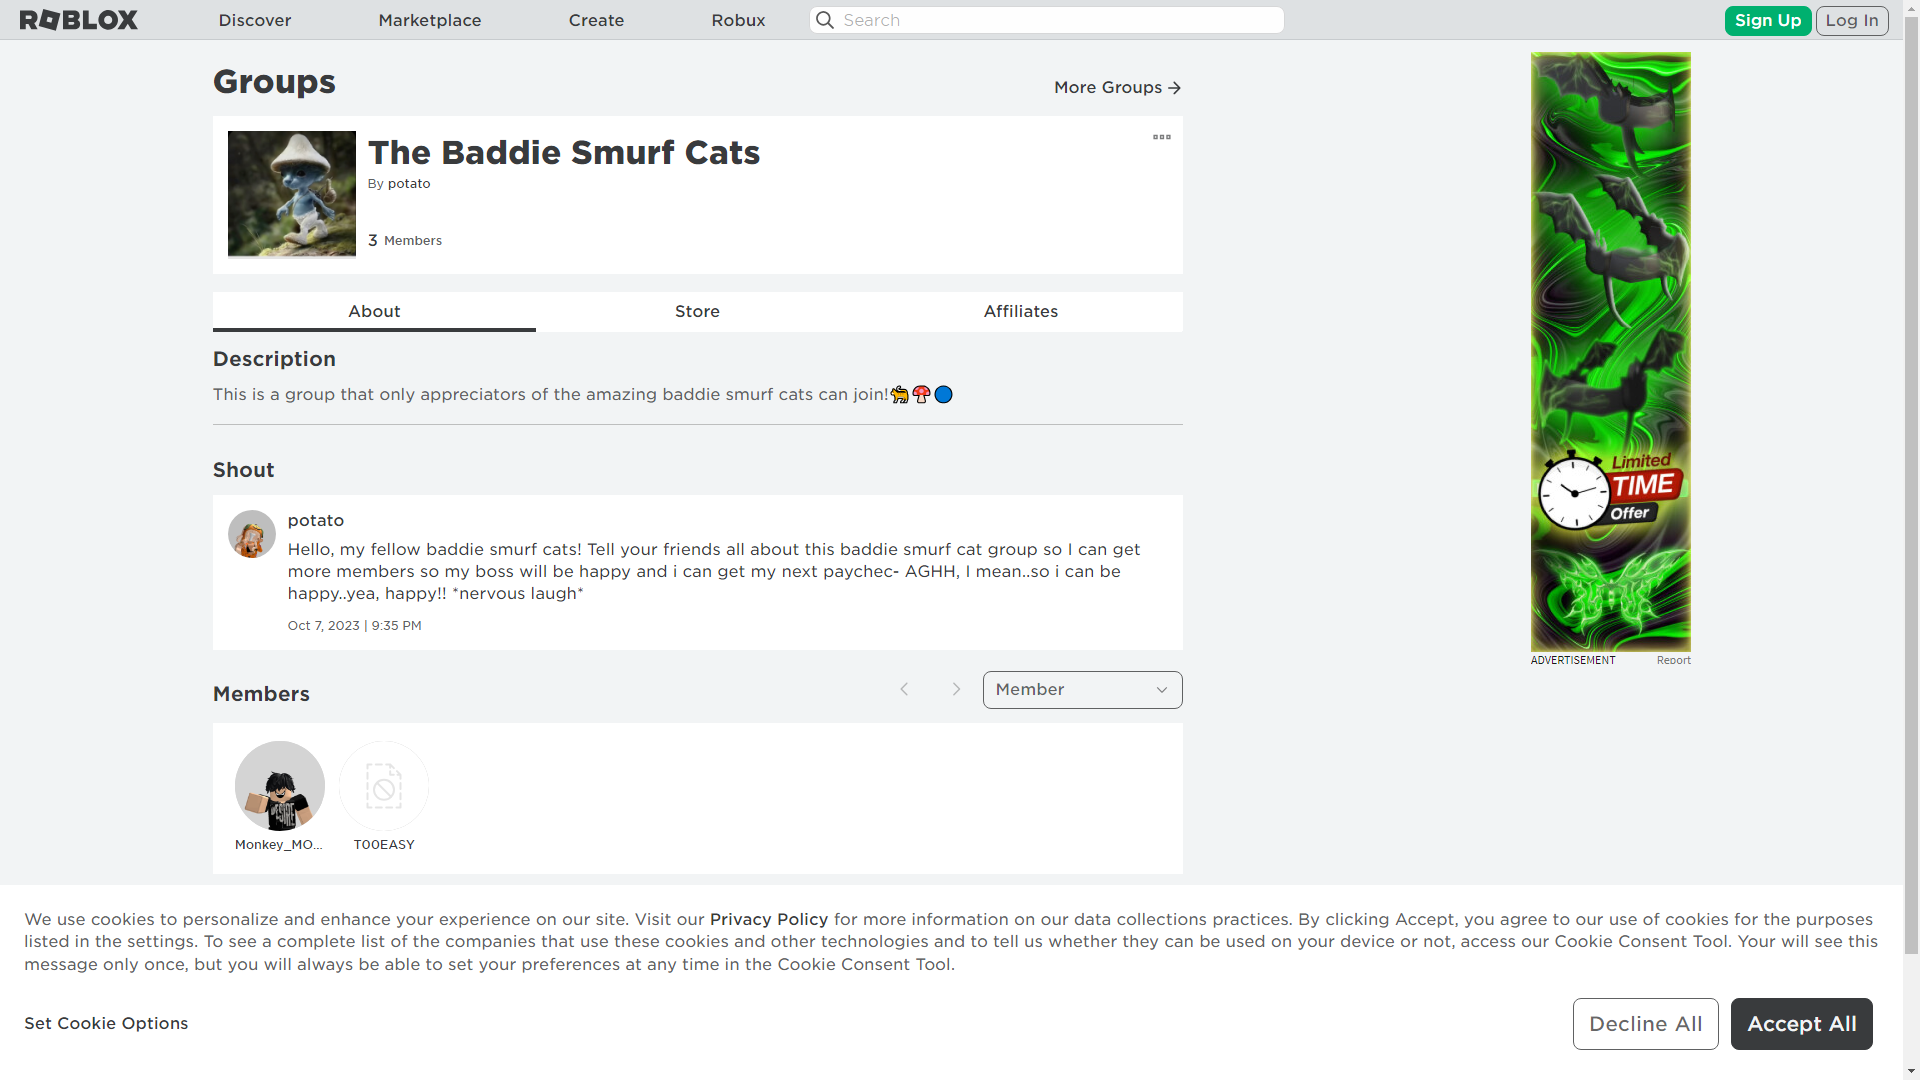 ROBLOX Discover Marketplace Create Robux Search Sign Up Log In
Groups
More Groups
The Baddie Smurf Cats
By potato
3 Members
About Store Affiliates
Description
This is a group that only appreciators of the amazing baddie smurf cats can join!🐈🍄🔵
Shout
potato
Hello, my fellow baddie smurf cats! Tell your friends all about this baddie smurf cat group so I can get
more members so my boss will be happy and i can get my next paychec- AGHH, I mean..so i can be
happy..yea, happy!! *nervous laugh*
Oct 7, 2023 | 9:35 PM
Limited
TIME
Offer
ADVERTISEMENT Report
Members
Member
DESIRE
Monkey_MO... T00EASY
We use cookies to personalize and enhance your experience on our site. Visit our Privacy Policy for more information on our data collections practices. By clicking Accept, you agree to our use of cookies for the purposes
listed in the settings. To see a complete list of the companies that use these cookies and other technologies and to tell us whether they can be used on your device or not, access our Cookie Consent Tool. Your will see this
message only once, but you will always be able to set your preferences at any time in the Cookie Consent Tool.
Set Cookie Options
Decline All
Accept All